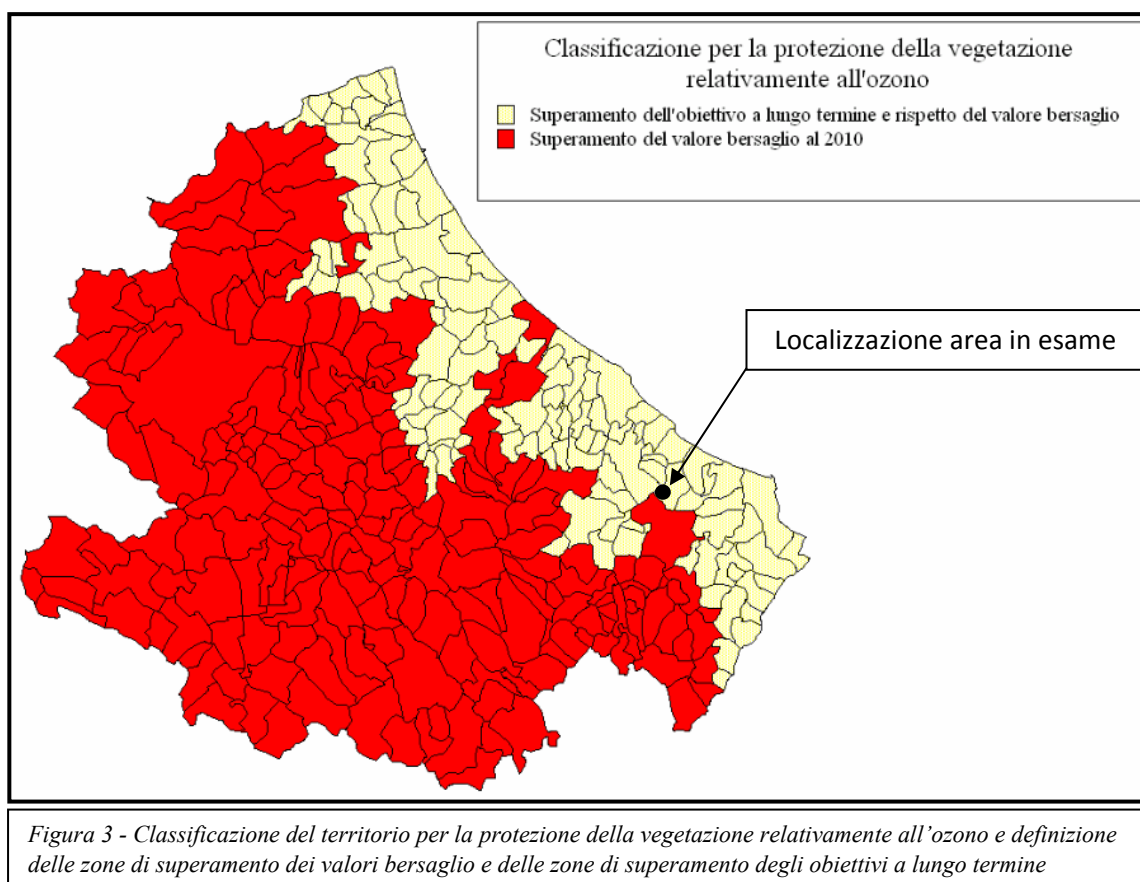 Classificazione per la protezione della vegetazione
relativamente all'ozono
Superamento dell'obiettivo a lungo termine e rispetto del valore bersaglio
Superamento del valore bersaglio al 2010
Localizzazione area in esame
Figura 3 - Classificazione del territorio per la protezione della vegetazione relativamente all’ozono e definizione
delle zone di superamento dei valori bersaglio e delle zone di superamento degli obiettivi a lungo termine